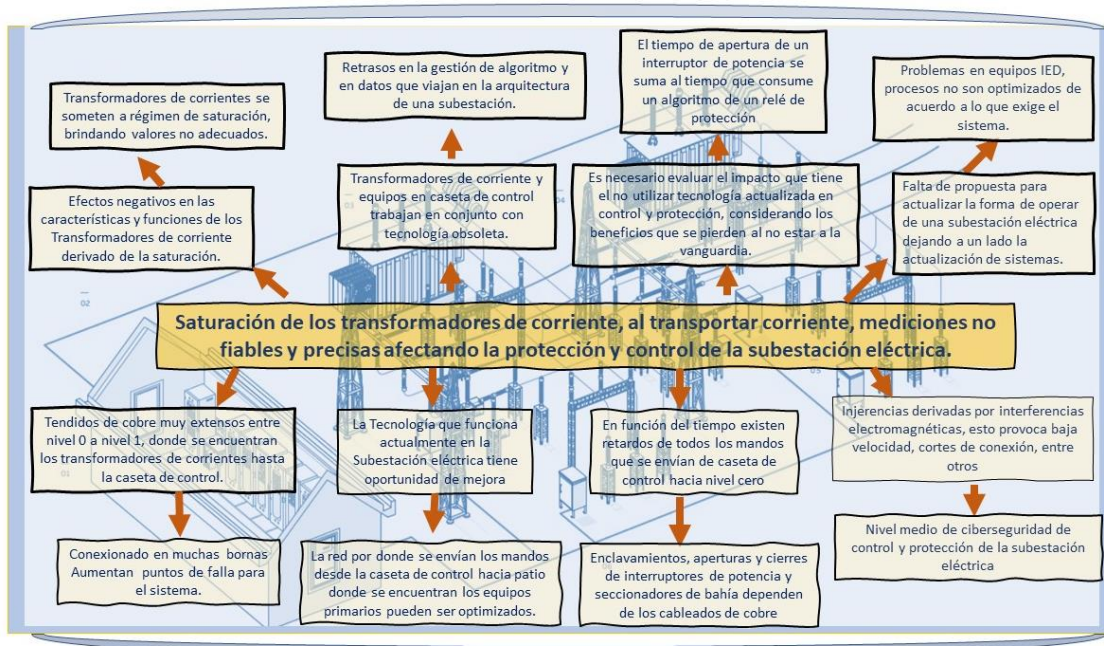 Transformadores de corrientes se
someten a régimen de saturación,
brindando valores no adecuados.
Retrasos en la gestión de algoritmo y
en datos que viajan en la arquitectura
de una subestación.
El tiempo de apertura de un
interruptor de potencia se
suma al tiempo que consume
un algoritmo de un relé de
protección
Problemas en equipos IED,
procesos no son optimizados de
acuerdo a lo que exige el
sistema.
Efectos negativos en las
características y funciones de los
Transformadores de corriente
derivado de la saturación.
Transformadores de corriente y
equipos en caseta de control
trabajan en conjunto con
tecnología obsoleta.
Es necesario evaluar el impacto que tiene
el no utilizar tecnología actualizada en
control y protección, considerando los
beneficios que se pierden al no estar a la
vanguardia.
Falta de propuesta para
actualizar la forma de operar
de una subestación eléctrica
dejando a un lado la
actualización de sistemas.
Saturación de los transformadores de corriente, al transportar corriente, mediciones no
fiables y precisas afectando la protección y control de la subestación eléctrica.
Tendidos de cobre muy extensos entre
nivel 0 a nivel 1, donde se encuentran
los transformadores de corrientes hasta
la caseta de control.
La Tecnología que funciona
actualmente en la
Subestación eléctrica tiene
oportunidad de mejora
En función del tiempo existen
retardos de todos los mandos
que se envían de caseta de
control hacia nivel cero
Injerencias derivadas por interferencias
electromagnéticas, esto provoca baja
velocidad, cortes de conexión, entre
otros
Conexionado en muchas bornas
Aumentan puntos de falla para
el sistema.
La red por donde se envían los mandos
desde la caseta de control hacia patio
donde se encuentran los equipos
primarios pueden ser optimizados.
Enclavamientos, aperturas y cierres
de interruptores de potencia y
seccionadores de bahía dependen
de los cableados de cobre
Nivel medio de ciberseguridad de
control y protección de la subestación
eléctrica